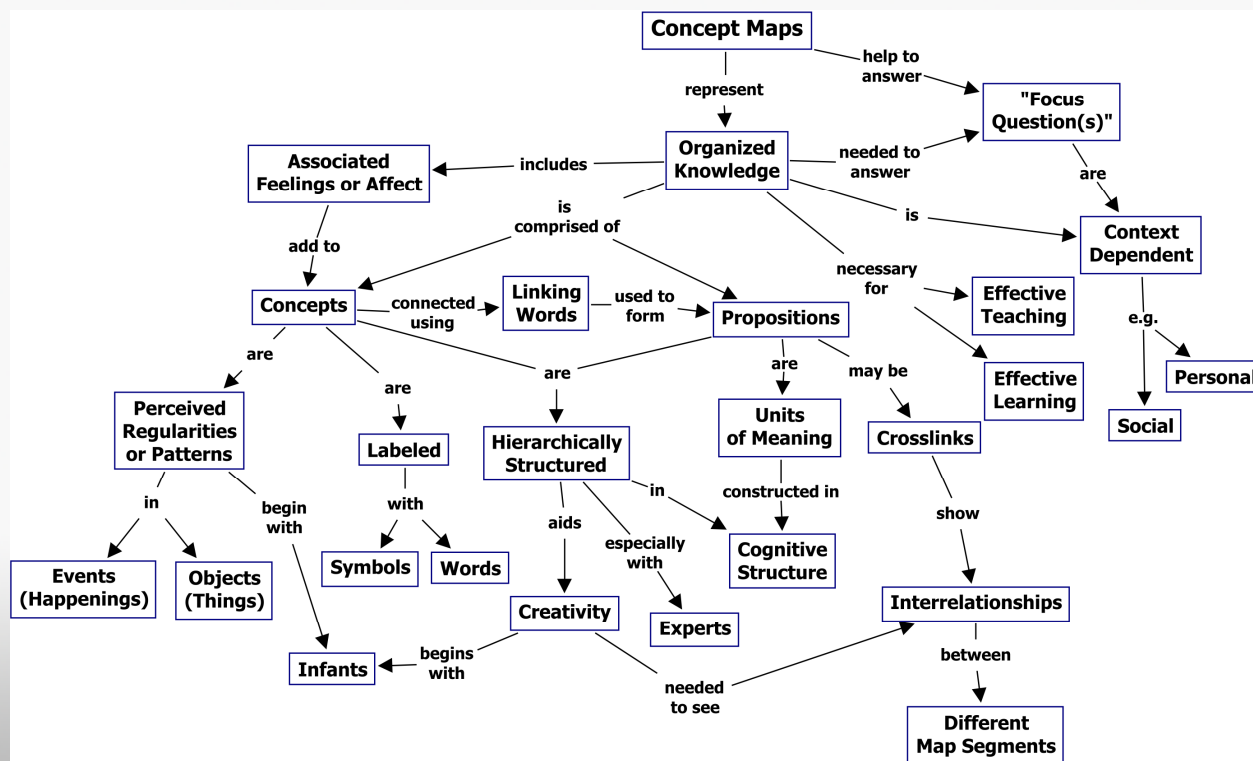 Concept Maps
help to
answer
represent
"Focus
Question(s)"
Organized
Knowledge
needed to
answer
includes
Associated
Feelings or Affect
are
is
is
comprised of
Context
Dependent
add to
necessary
for
Concepts
connected
using
Linking
Words
used to
form
Propositions
Effective
Teaching
e.g.
are
are
are
are
may be
Effective
Learning
Personal
Social
Perceived
Regularities
or Patterns
Labeled
Hierarchically
Structured
Units
of Meaning
Crosslinks
in
begin
with
with
aids
in
especially
with
constructed in
show
Events
(Happenings)
Objects
(Things)
Symbols
Words
Cognitive
Structure
Creativity
Experts
Interrelationships
Infants
begins
with
needed
to see
between
Different
Map Segments